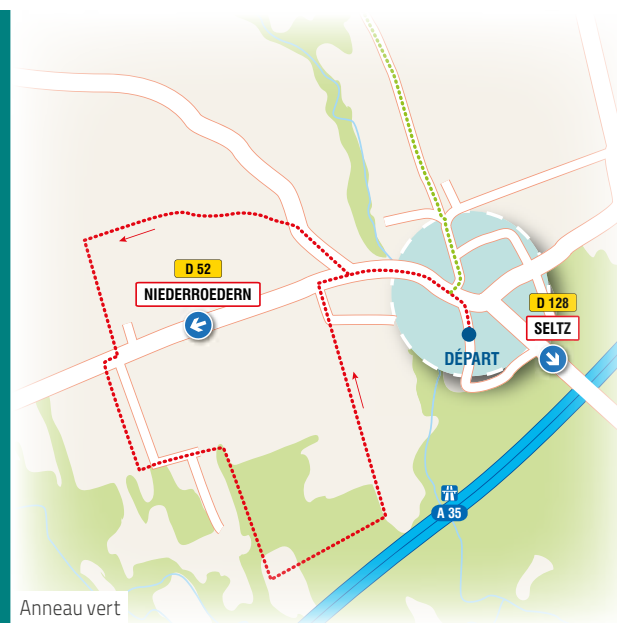 D 52
NIEDERROEDERN
D 128
SELTZ
DÉPART
A 35
Anneau vert